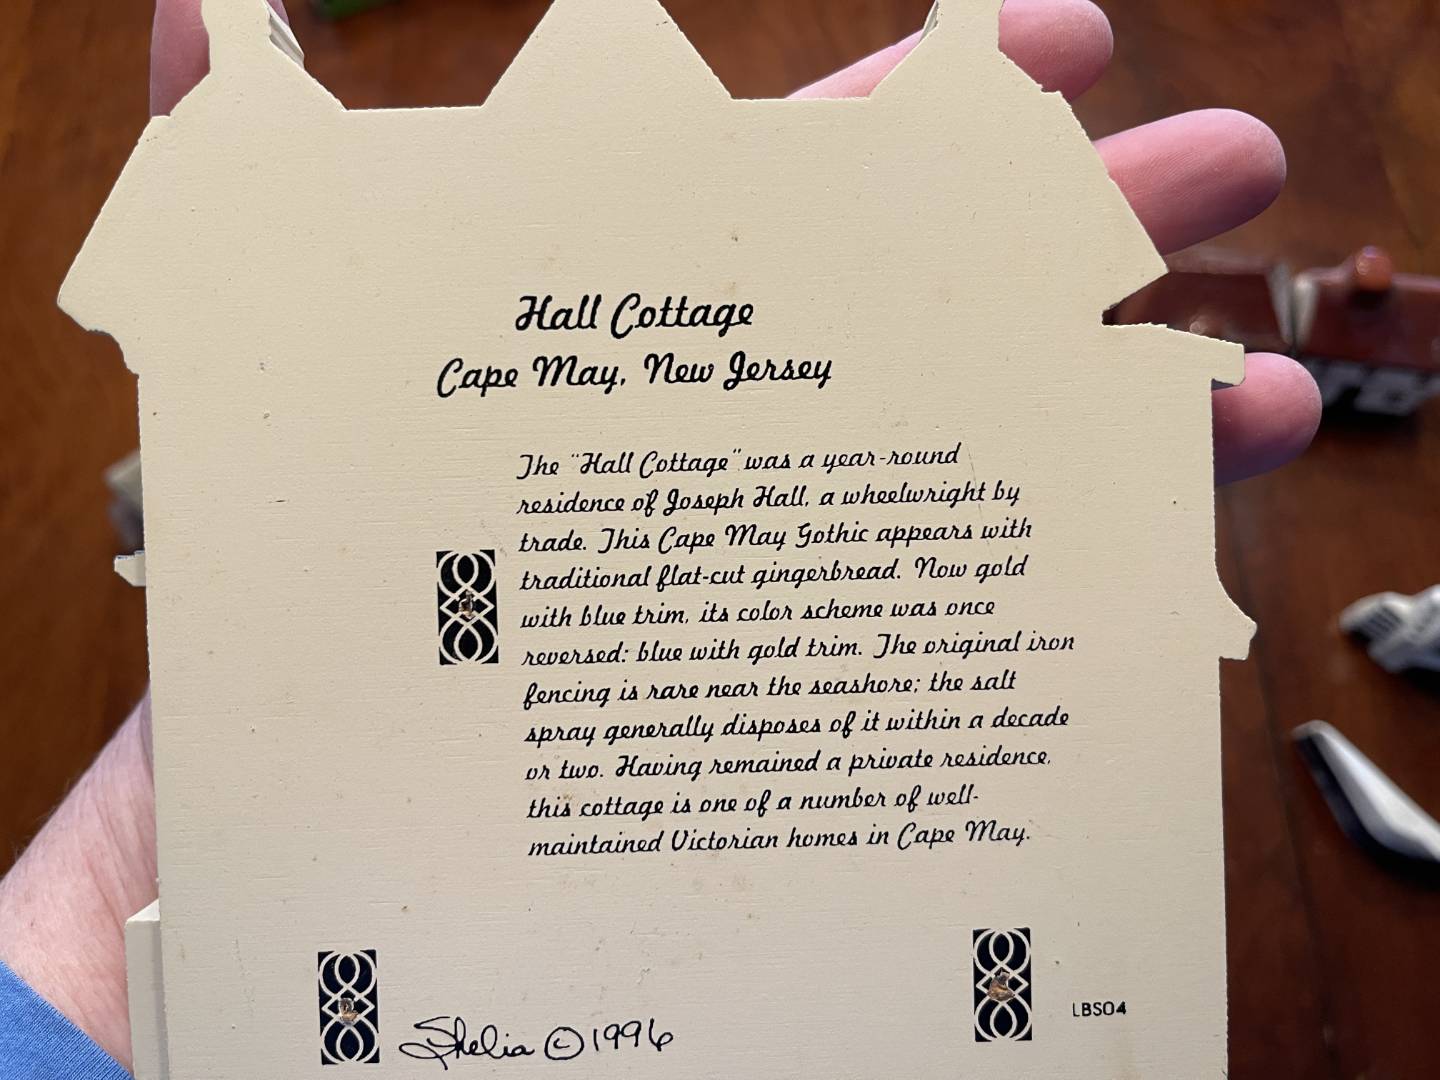 Hall Cottage
Cape May, New Jersey
The "Hall Cottage" was a year-round
residence of Joseph Hall, a wheelwright by
trade. This Cape May Gothic appears with
traditional flat-cut gingerbread. Now gold
with blue trim, its color scheme was once
reversed: blue with gold trim. The original iron
fencing is rare near the seashore; the salt
spray generally disposes of it within a decade
or two. Having remained a private residence,
this cottage is one of a number of well-
maintained Victorian homes in Cape May.
Shelia © 1996
LBS04